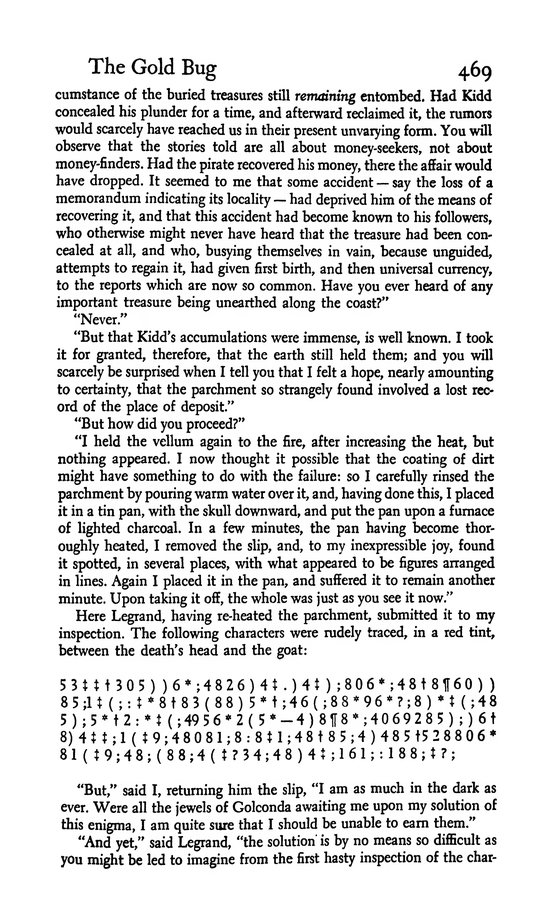 The Gold Bug 469
cumstance of the buried treasures still remaining entombed. Had Kidd
concealed his plunder for a time, and afterward reclaimed it, the rumors
would scarcely have reached us in their present unvarying form. You will
observe that the stories told are all about money-seekers, not about
money-finders. Had the pirate recovered his money, there the affair would
have dropped. It seemed to me that some accident — say the loss of a
memorandum indicating its locality — had deprived him of the means of
recovering it, and that this accident had become known to his followers,
who otherwise might never have heard that the treasure had been con-
cealed at all, and who, busying themselves in vain, because unguided,
attempts to regain it, had given first birth, and then universal currency,
to the reports which are now so common. Have you ever heard of any
important treasure being unearthed along the coast?”
“Never.”
“But that Kidd’s accumulations were immense, is well known. I took
it for granted, therefore, that the earth still held them; and you will
scarcely be surprised when I tell you that I felt a hope, nearly amounting
to certainty, that the parchment so strangely found involved a lost rec-
ord of the place of deposit.”
“But how did you proceed?”
“I held the vellum again to the fire, after increasing the heat, but
nothing appeared. I now thought it possible that the coating of dirt
might have something to do with the failure: so I carefully rinsed the
parchment by pouring warm water over it, and, having done this, I placed
it in a tin pan, with the skull downward, and put the pan upon a furnace
of lighted charcoal. In a few minutes, the pan having become thor-
oughly heated, I removed the slip, and, to my inexpressible joy, found
it spotted, in several places, with what appeared to be figures arranged
in lines. Again I placed it in the pan, and suffered it to remain another
minute. Upon taking it off, the whole was just as you see it now.”
Here Legrand, having re-heated the parchment, submitted it to my
inspection. The following characters were rudely traced, in a red tint,
between the death’s head and the goat:
53‡‡†305))6*;4826)4‡.)4‡);806*;48†8¶60))
85;1‡(;:‡*8†83(88)5*†;46(;88*96*?;8)*‡(;48
5);5*†2:*‡(;4956*2(5*—4)8¶8*;4069285);)6†
8)4‡‡;1(‡9;48081;8:8‡1;48†85;4)485†528806*
81(‡9;48;(88;4(‡?34;48)4‡;161;:188;‡?;
“But,” said I, returning him the slip, “I am as much in the dark as
ever. Were all the jewels of Golconda awaiting me upon my solution of
this enigma, I am quite sure that I should be unable to earn them.”
“And yet,” said Legrand, “the solution is by no means so difficult as
you might be led to imagine from the first hasty inspection of the char-